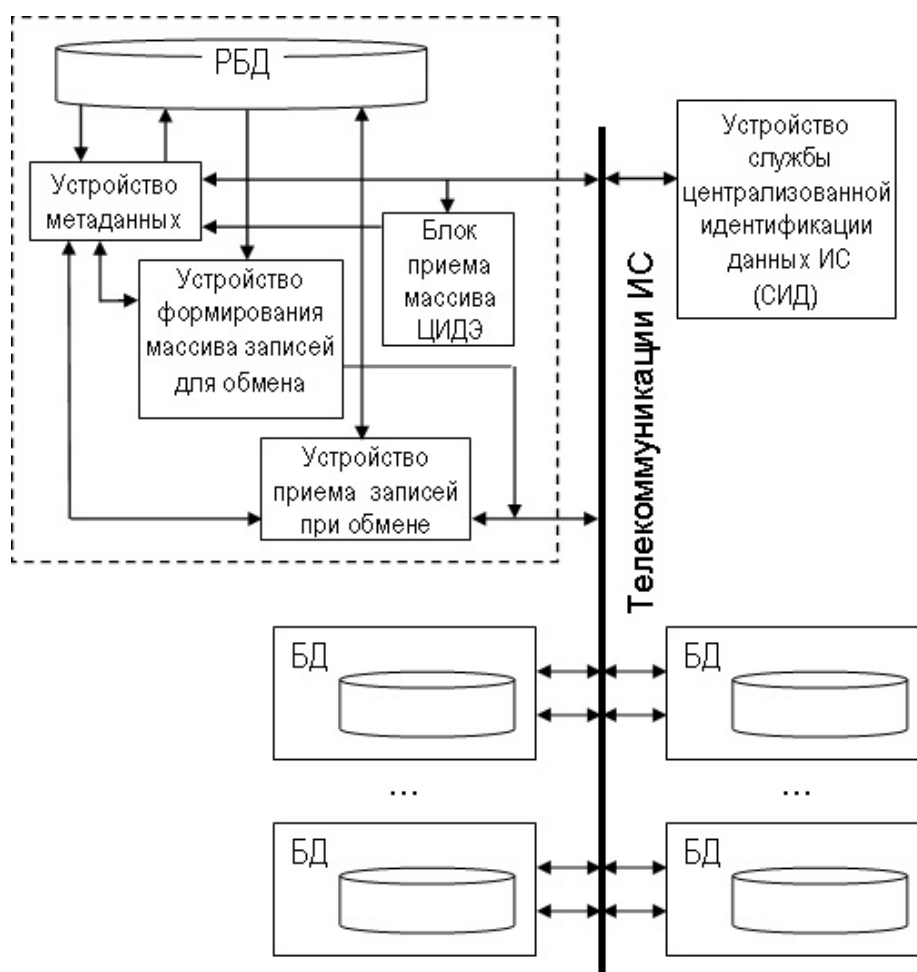 РБД
Устройство
метаданных
Блок
приема
массива
ЦИДЭ
Устройство
формирования
массива записей
для обмена
Устройство
приема записей
при обмене
Телекоммуникации ИС
Устройство
службы
централизованной
идентификации
данных ИС
(СИД)
БД
БД
...
...
БД
БД